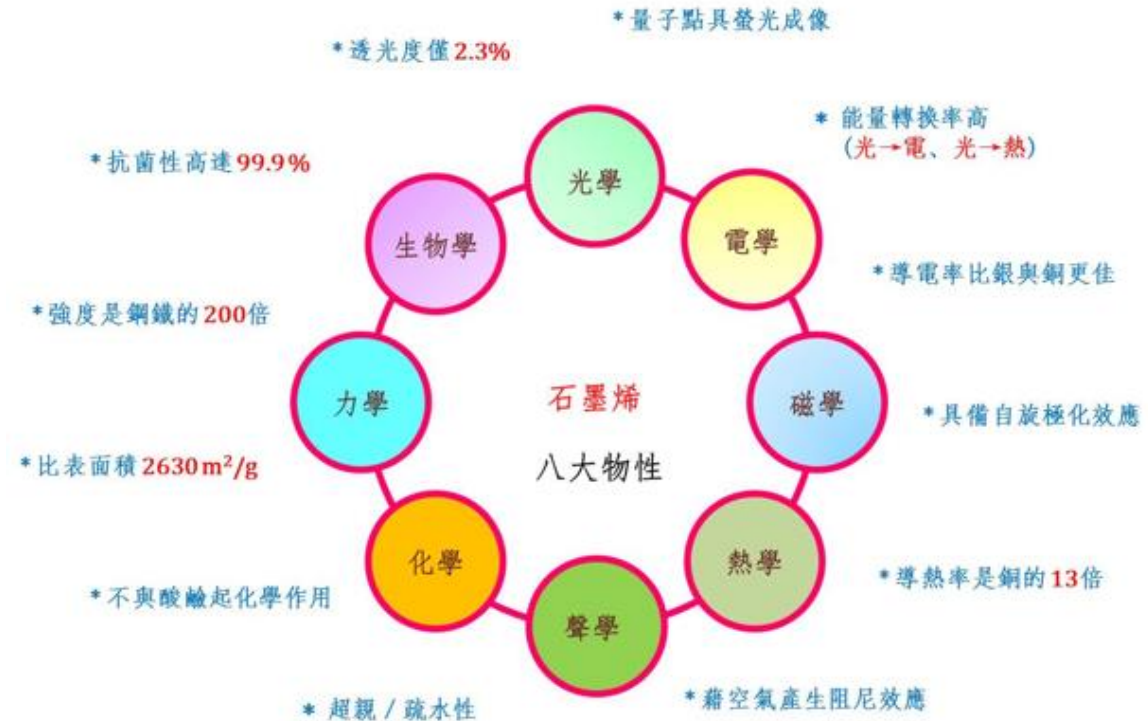 *量子點具螢光成像
*透光度僅2.3%
* 能量轉換率高
(光→電、光→熱)
*抗菌性高達99.9%
光學
生物學
電學
*導電率比銀與銅更佳
*強度是鋼鐵的200倍
力學
石墨烯
磁學
*具備自旋極化效應
*比表面積2630m²/g
八大物性
化學
熱學
*導熱率是銅的13倍
*不與酸鹼起化學作用
聲學
* 超親/疏水性
*藉空氣產生阻尼效應